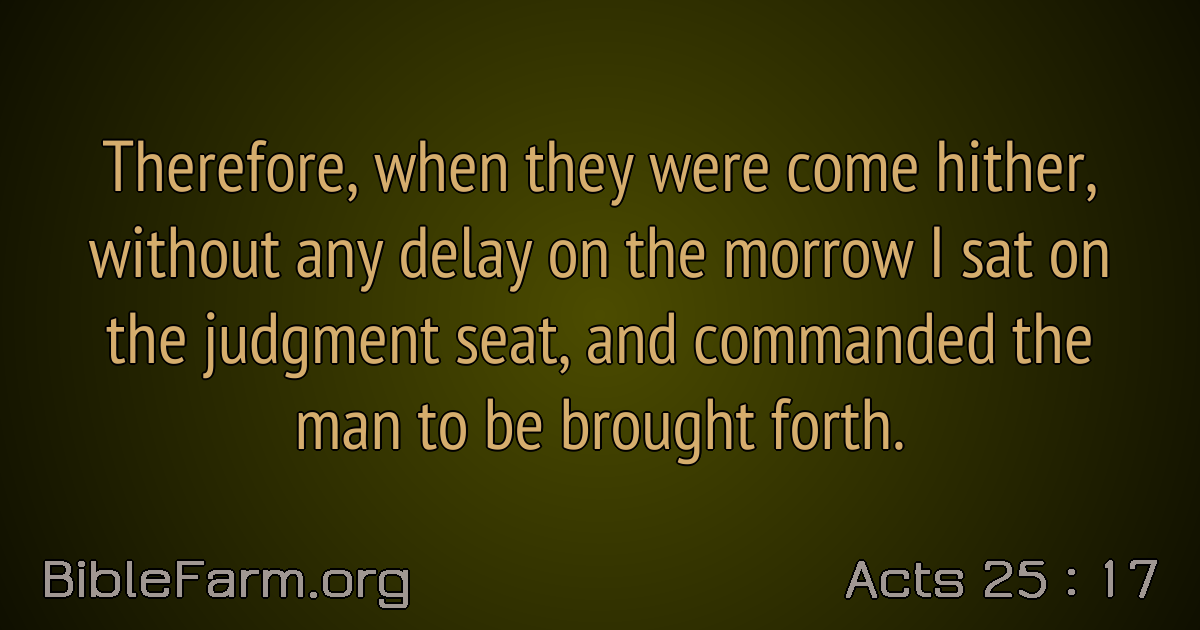 Therefore, when they were come hither,
without any delay on the morrow I sat on
the judgment seat, and commanded the
man to be brought forth.
BibleFarm.org
Acts 25 : 17